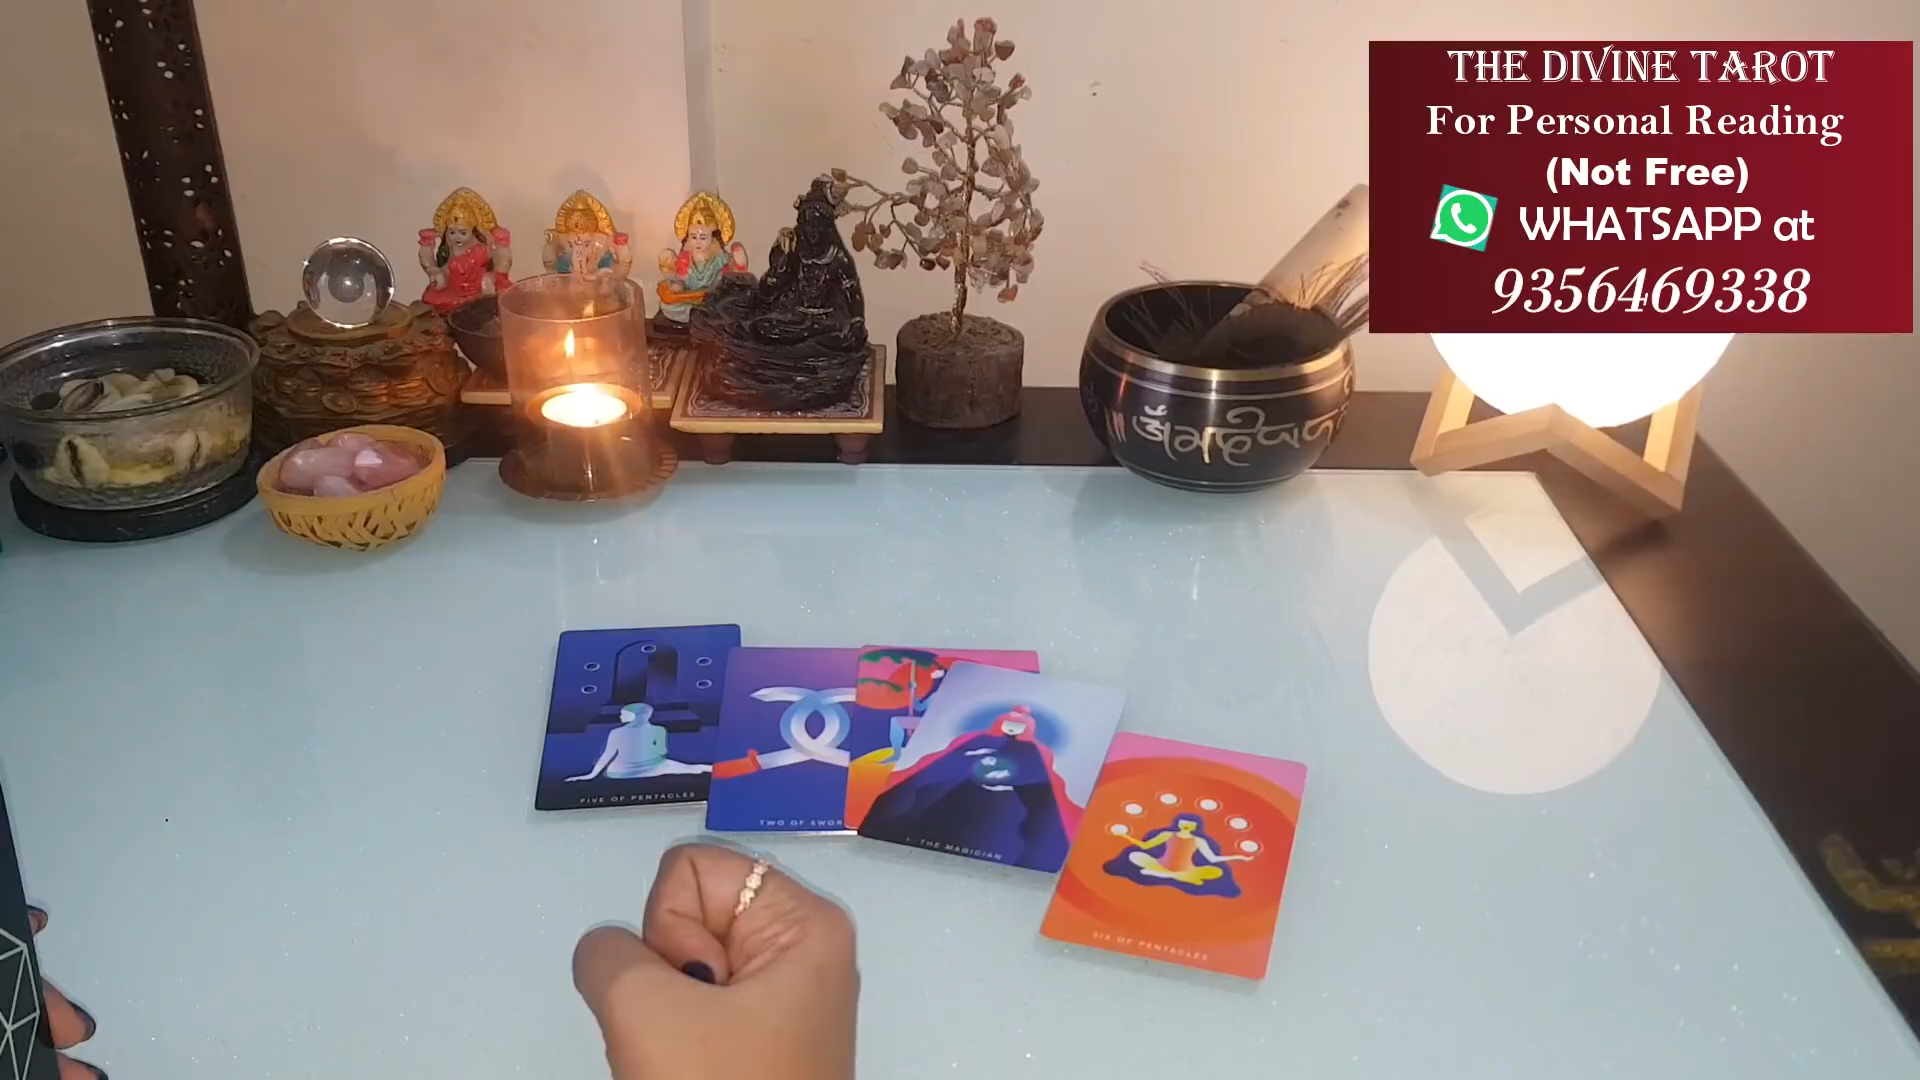 THE DIVINE TAROT
For Personal Reading
(Not Free)
WHATSAPP at
9356469338
FIVE OF PENTACLES
TWO OF SWOR
THE MAGICIAN
SIX OF PENTACLES